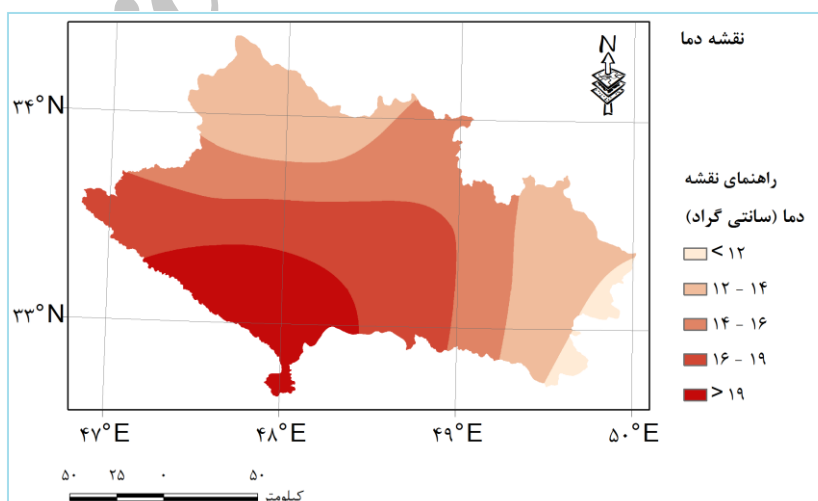 نقشه دما
N
۳۴°N
۳۳°N
راهنمای نقشه
دما (سانتی گراد)
< ۱۲
۱۲ - ۱۴
۱۴ - ۱۶
۱۶ - ۱۹
> ۱۹
۴۷°E ۴۸°E ۴۹°E ۵۰°E
۵۰ ۲۵ ۰ ۵۰
کیلومتر